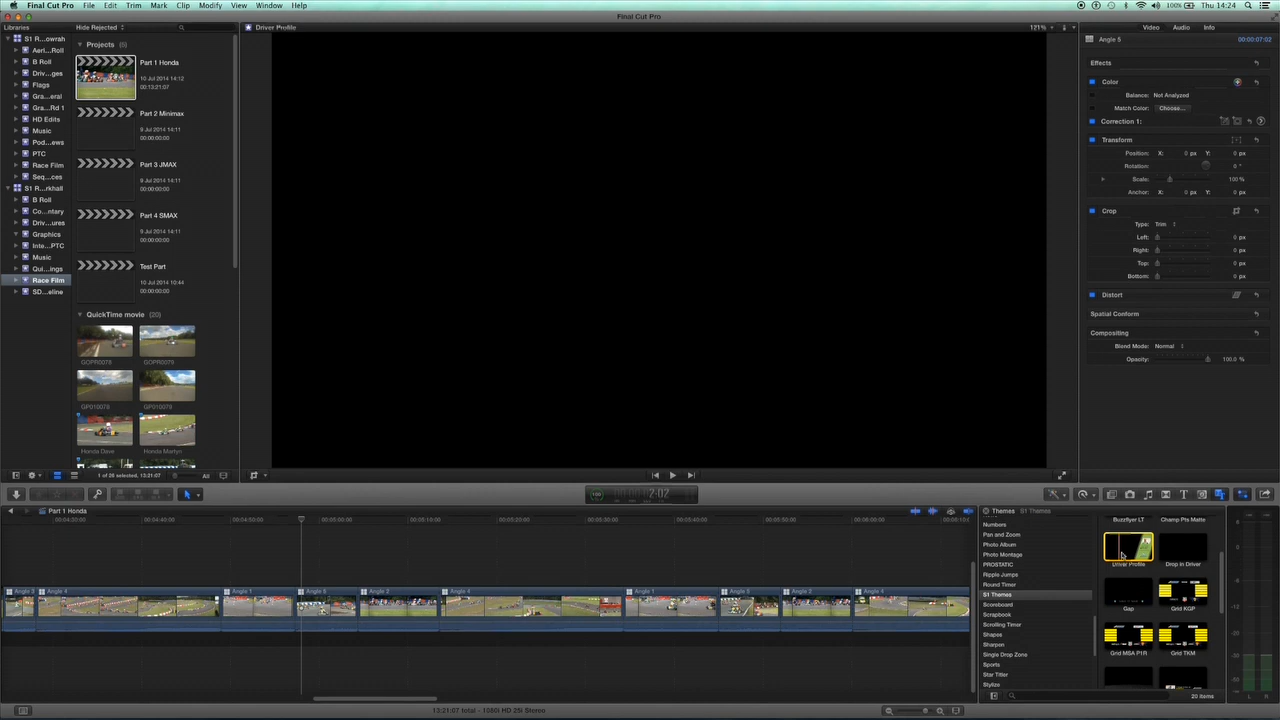 Final Cut Pro File Edit Trim Mark Clip Modify View Window Help 100% Thu 14:24
Final Cut Pro
Libraries Hide Rejected Driver Profile 121% Video Audio Info
S1 R...owrah
Aeri...Roll
B Roll
Driv...ges
Flags
Gra...eral
Gra...Rd 1
HD Edits
Music
Pod...ews
PTC
Race Film
Seq...ces
S1 R...rkhall
B Roll
Co...ntary
Driv...ures
Graphics
Inte...PTC
Music
Qui...ings
Race Film
SD...eline
Projects (5)
Part 1 Honda
10 Jul 2014 14:12
00:13:21:07
Part 2 Minimax
9 Jul 2014 14:11
00:00:00:00
Part 3 JMAX
9 Jul 2014 14:11
00:00:00:00
Part 4 SMAX
9 Jul 2014 14:11
00:00:00:00
Test Part
10 Jul 2014 10:44
00:00:00:00
QuickTime movie (20)
GOPR0078 GOPR0079
GP010079 GP010079
Honda Dave Honda Martyn
1 of 26 selected, 13:21:07 All
Angle 5 00:00:07:02
Effects
Color
Balance: Not Analyzed
Match Color: Choose...
Correction 1:
Transform
Position: X: 0 px Y: 0 px
Rotation: 0 °
Scale: 100 %
Anchor: X: 0 px Y: 0 px
Crop
Type: Trim
Left: 0 px
Right: 0 px
Top: 0 px
Bottom: 0 px
Distort
Spatial Conform
Compositing
Blend Mode: Normal
Opacity: 100.0 %
100 2:02
Part 1 Honda
00:04:20:00 00:04:40:00 00:04:50:00 00:05:00:00 00:05:10:00 00:05:20:00 00:05:30:00 00:05:40:00 00:05:50:00
Angle 3 Angle 4 Angle 1 Angle 5 Angle 2 Angle 4 Angle 1 Angle 5 Angle 2 Angle 4
Themes S1 Themes
Numbers
Pan and Zoom
Photo Album
Photo Montage
PROSTATIC
Ripple Jumps
Round Timer
S1 Themes
Scoreboard
Scrapbook
Scrolling Timer
Shapes
Sharpen
Single Drop Zone
Sports
Star Titler
Stylize
Buzzflyer LT Champ Pts Matte
Driver Profile Drop in Driver
Gap Grid KGP
Grid MSA P1R Grid TKM
20 items
13:21:07 total - 1080i HD 25i Stereo